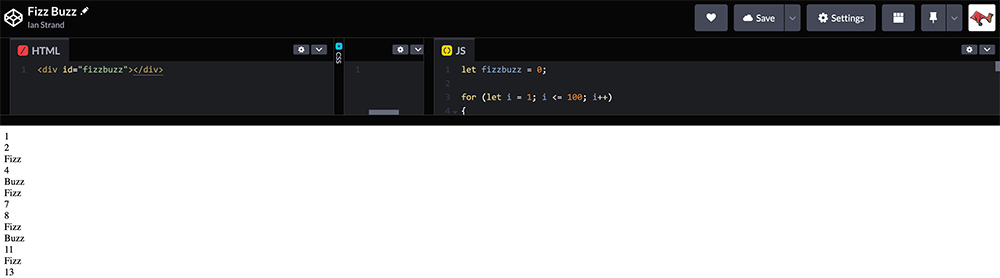 Fizz Buzz
Ian Strand
Save
Settings
HTML
1 <div id="fizzbuzz"></div>
CSS
1
JS
1 let fizzbuzz = 0;
2
3 for (let i = 1; i <= 100; i++)
4 {
1
2
Fizz
4
Buzz
Fizz
7
8
Fizz
Buzz
11
Fizz
13